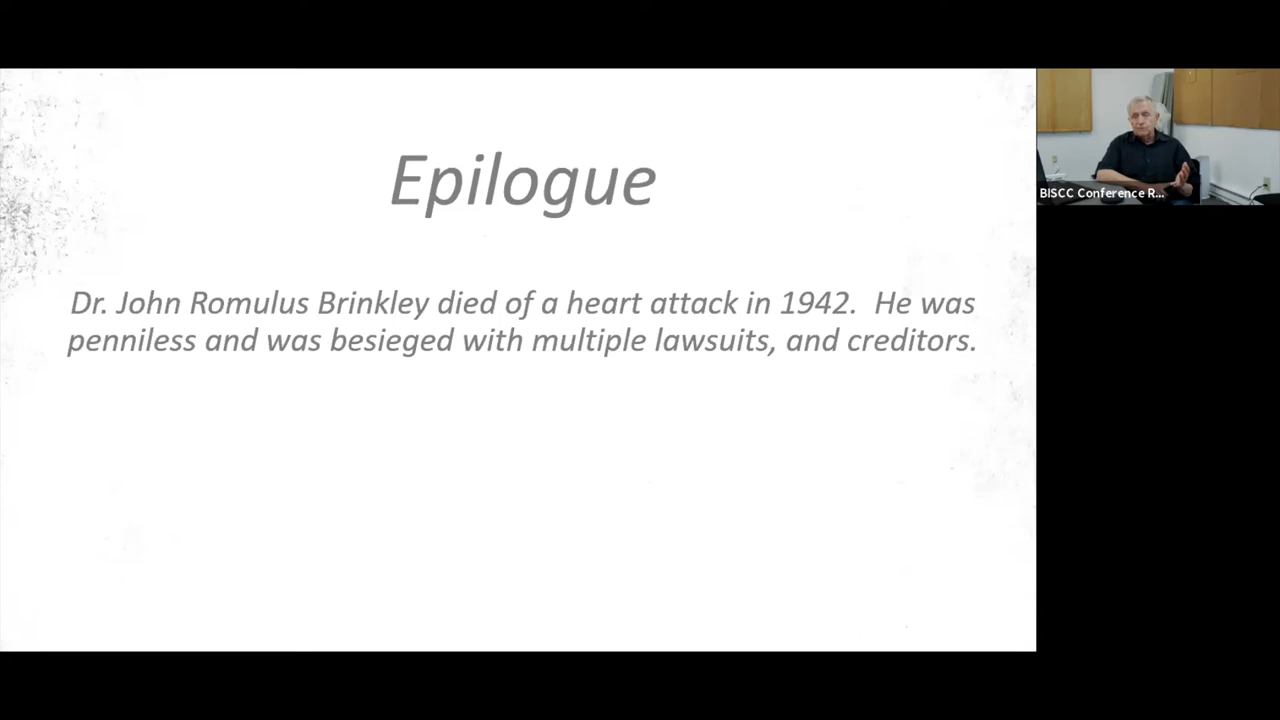 Epilogue
Dr. John Romulus Brinkley died of a heart attack in 1942.  He was
penniless and was besieged with multiple lawsuits, and creditors.
BISCC Conference R...